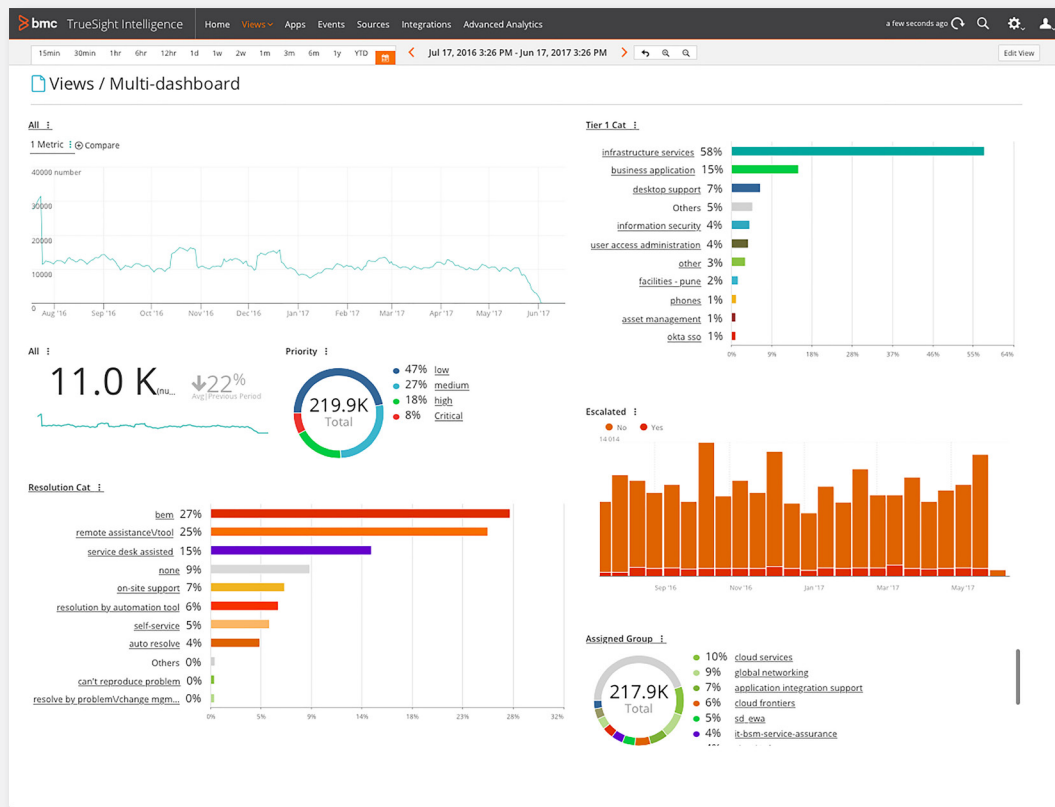 bmc TrueSight Intelligence Home Views Apps Events Sources Integrations Advanced Analytics a few seconds ago
15min 30min 1hr 6hr 12hr 1d 1w 2w 1m 3m 6m 1y YTD Jul 17, 2016 3:26 PM - Jun 17, 2017 3:26 PM Edit View
Views / Multi-dashboard
All
1 Metric Compare
40000 number
30000
20000
10000
0
Aug '16 Sep '16 Oct '16 Nov '16 Dec '16 Jan '17 Feb '17 Mar '17 Apr '17 May '17 Jun '17
Tier 1 Cat
infrastructure services 58%
business application 15%
desktop support 7%
Others 5%
information security 4%
user access administration 4%
other 3%
facilities - pune 2%
phones 1%
asset management 1%
okta sso 1%
0% 9% 18% 28% 37% 46% 55% 64%
All
11.0 K (nu... 22%
Avg|Previous Period
Priority
219.9K
Total
47% low
27% medium
18% high
8% Critical
Escalated
No Yes
14 014
Sep '16 Nov '16 Jan '17 Mar '17 May '17
Resolution Cat
bem 27%
remote assistance\/tool 25%
service desk assisted 15%
none 9%
on-site support 7%
resolution by automation tool 6%
self-service 5%
auto resolve 4%
Others 0%
can't reproduce problem 0%
resolve by problem\/change mgm... 0%
0% 5% 9% 14% 18% 23% 28% 32%
Assigned Group
217.9K
Total
10% cloud services
9% global networking
7% application integration support
6% cloud frontiers
5% sd_ewa
4% it-bsm-service-assurance